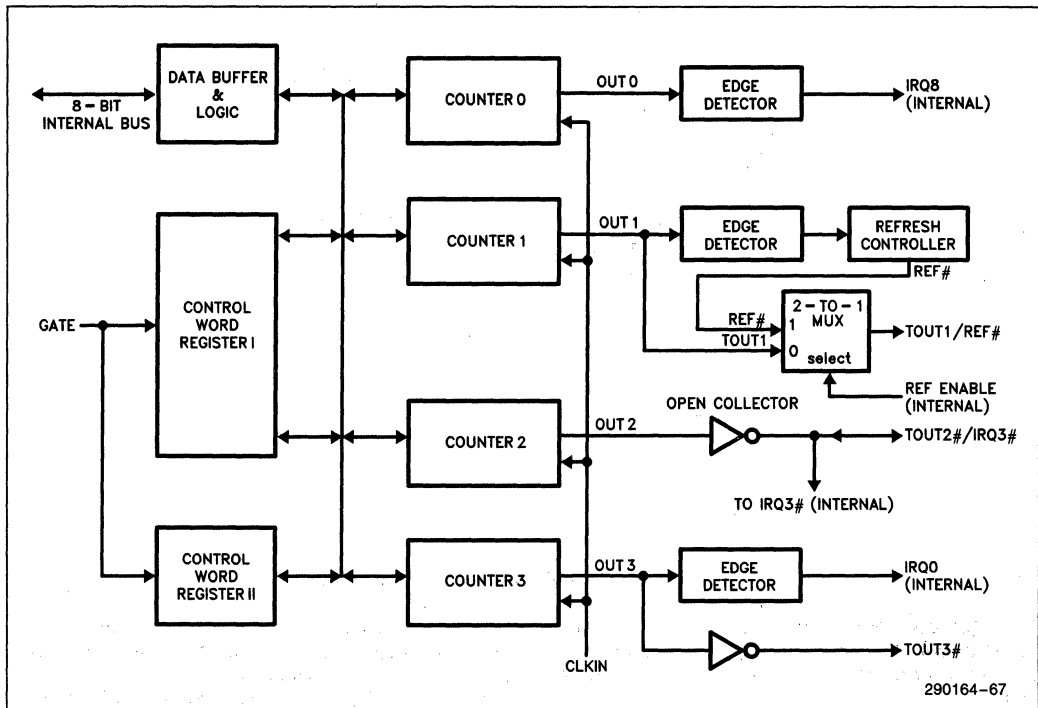 DATA BUFFER
&
LOGIC
8-BIT
INTERNAL BUS
COUNTER 0
OUT 0
EDGE
DETECTOR
IRQ8
(INTERNAL)
COUNTER 1
OUT 1
EDGE
DETECTOR
REFRESH
CONTROLLER
REF#
CONTROL
WORD
REGISTER I
GATE
REF#
TOUT1
2-TO-1
MUX
1
0
select
TOUT1/REF#
REF ENABLE
(INTERNAL)
OPEN COLLECTOR
COUNTER 2
OUT 2
TOUT2#/IRQ3#
TO IRQ3# (INTERNAL)
CONTROL
WORD
REGISTER II
COUNTER 3
OUT 3
EDGE
DETECTOR
IRQ0
(INTERNAL)
TOUT3#
CLKIN
290164-67